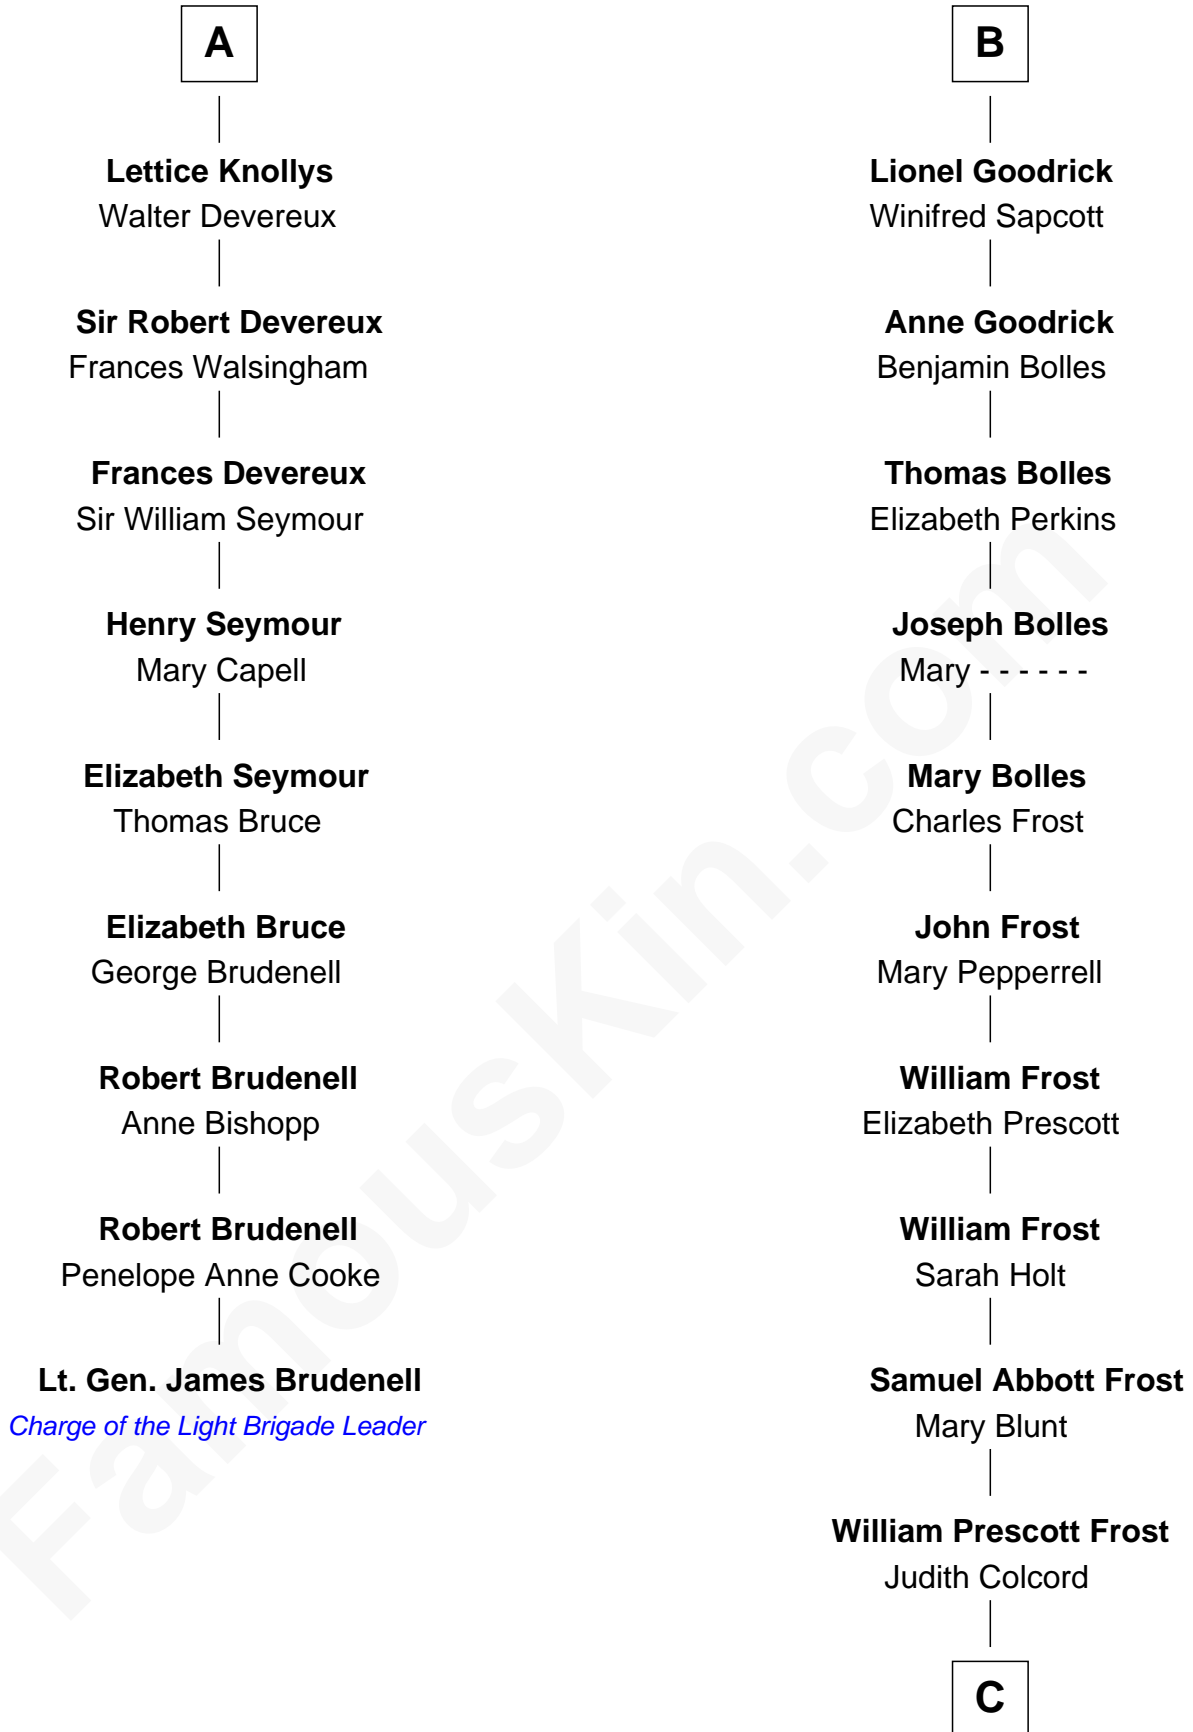 A
Lettice Knollys
Walter Devereux
Sir Robert Devereux
Frances Walsingham
Frances Devereux
Sir William Seymour
Henry Seymour
Mary Capell
Elizabeth Seymour
Thomas Bruce
Elizabeth Bruce
George Brudenell
Robert Brudenell
Anne Bishopp
Robert Brudenell
Penelope Anne Cooke
Lt. Gen. James Brudenell
Charge of the Light Brigade Leader
B
Lionel Goodrick
Winifred Sapcott
Anne Goodrick
Benjamin Bolles
Thomas Bolles
Elizabeth Perkins
Joseph Bolles
Mary - - - - - -
Mary Bolles
Charles Frost
John Frost
Mary Pepperrell
William Frost
Elizabeth Prescott
William Frost
Sarah Holt
Samuel Abbott Frost
Mary Blunt
William Prescott Frost
Judith Colcord
C
FamousKin.com